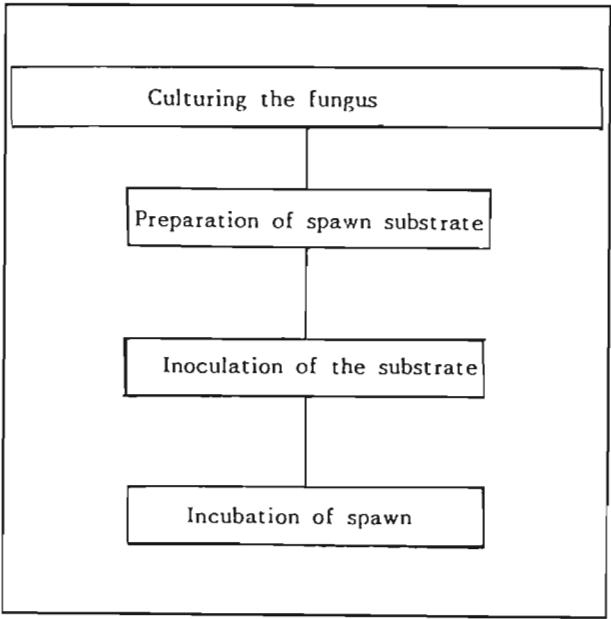 Culturing the fungus
Preparation of spawn substrate
Inoculation of the substrate
Incubation of spawn